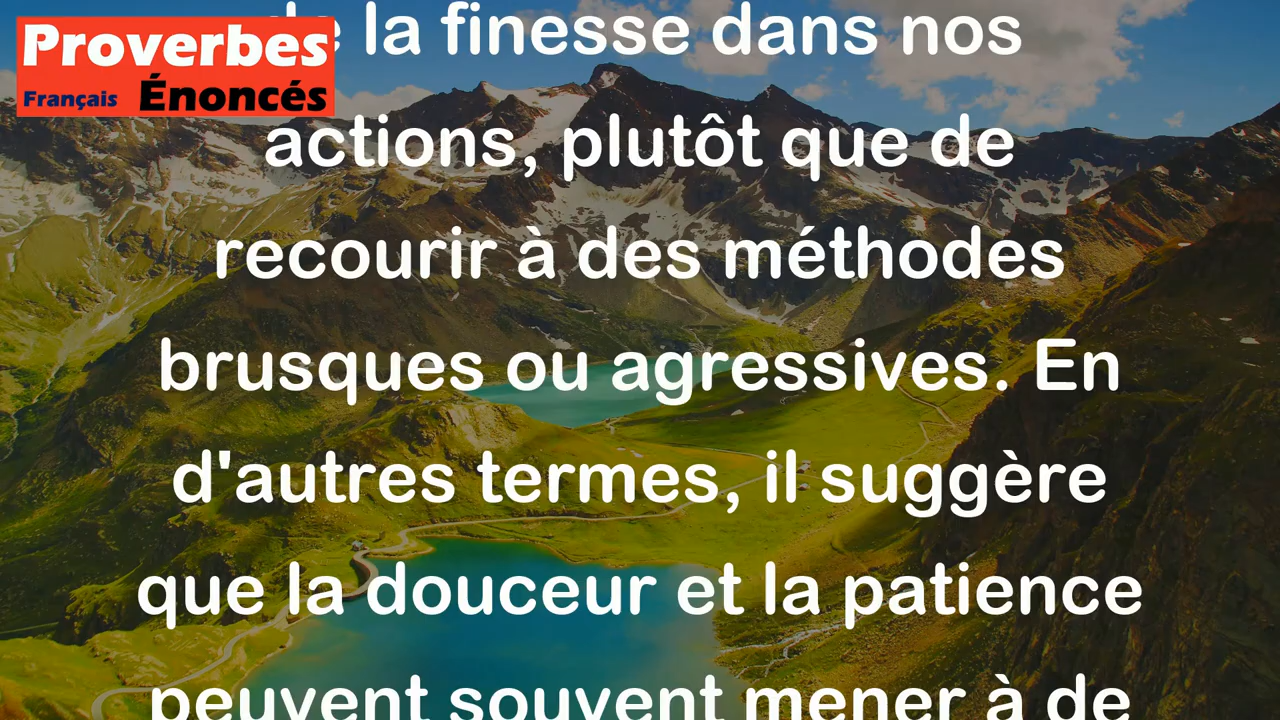 Proverbes
Français Énoncés
de la finesse dans nos
actions, plutôt que de
recourir à des méthodes
brusques ou agressives. En
d'autres termes, il suggère
que la douceur et la patience
peuvent souvent mener à de